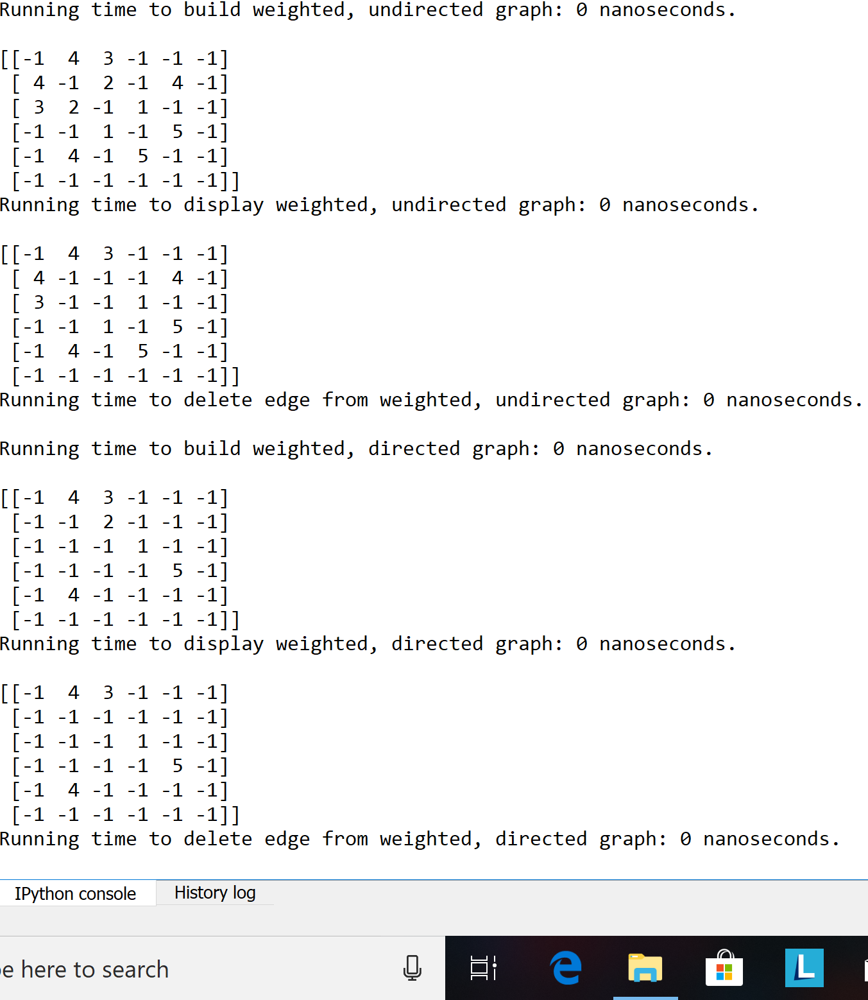 Running time to build weighted, undirected graph: 0 nanoseconds.
[[-1  4  3 -1 -1 -1]
 [ 4 -1  2 -1  4 -1]
 [ 3  2 -1  1 -1 -1]
 [-1 -1  1 -1  5 -1]
 [-1  4 -1  5 -1 -1]
 [-1 -1 -1 -1 -1 -1]]
Running time to display weighted, undirected graph: 0 nanoseconds.
[[-1  4  3 -1 -1 -1]
 [ 4 -1 -1 -1  4 -1]
 [ 3 -1 -1  1 -1 -1]
 [-1 -1  1 -1  5 -1]
 [-1  4 -1  5 -1 -1]
 [-1 -1 -1 -1 -1 -1]]
Running time to delete edge from weighted, undirected graph: 0 nanoseconds.
Running time to build weighted, directed graph: 0 nanoseconds.
[[-1  4  3 -1 -1 -1]
 [-1 -1  2 -1 -1 -1]
 [-1 -1 -1  1 -1 -1]
 [-1 -1 -1 -1  5 -1]
 [-1  4 -1 -1 -1 -1]
 [-1 -1 -1 -1 -1 -1]]
Running time to display weighted, directed graph: 0 nanoseconds.
[[-1  4  3 -1 -1 -1]
 [-1 -1 -1 -1 -1 -1]
 [-1 -1 -1  1 -1 -1]
 [-1 -1 -1 -1  5 -1]
 [-1  4 -1 -1 -1 -1]
 [-1 -1 -1 -1 -1 -1]]
Running time to delete edge from weighted, directed graph: 0 nanoseconds.
IPython console History log
e here to search
L